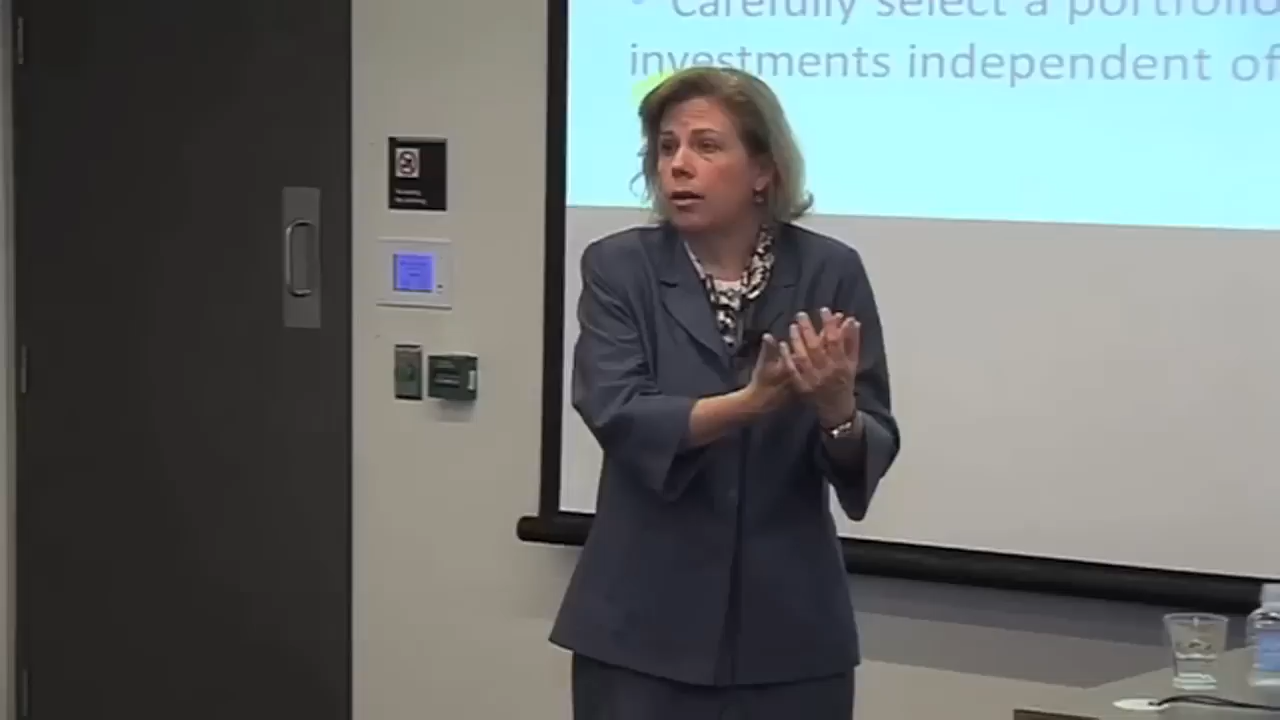 • Carefully select a portfolio
investments independent of